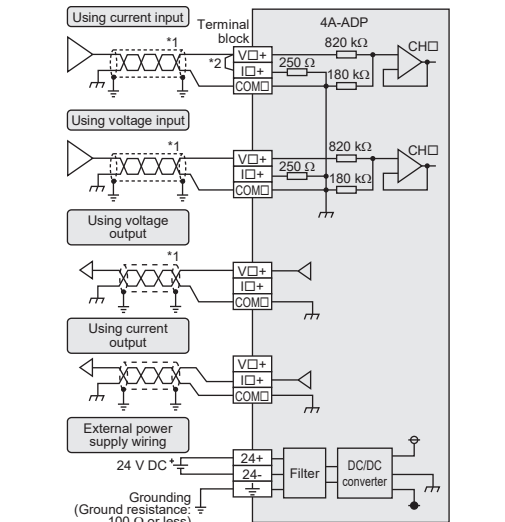 Using current input
Terminal
block
4A-ADP
*1
*2
V□+
I□+
COM□
820 kΩ
250 Ω
180 kΩ
CH□
Using voltage input
*1
V□+
I□+
COM□
820 kΩ
250 Ω
180 kΩ
CH□
Using voltage
output
*1
V□+
I□+
COM□
Using current
output
V□+
I□+
COM□
External power
supply wiring
24 V DC
+
24+
24-
Filter
DC/DC
converter
Grounding
(Ground resistance:
100 Ω or less)